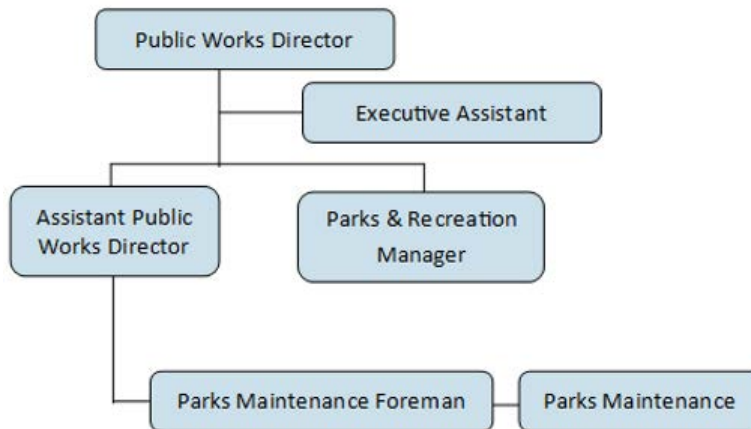 Public Works Director
Executive Assistant
Assistant Public
Works Director
Parks & Recreation
Manager
Parks Maintenance Foreman
Parks Maintenance